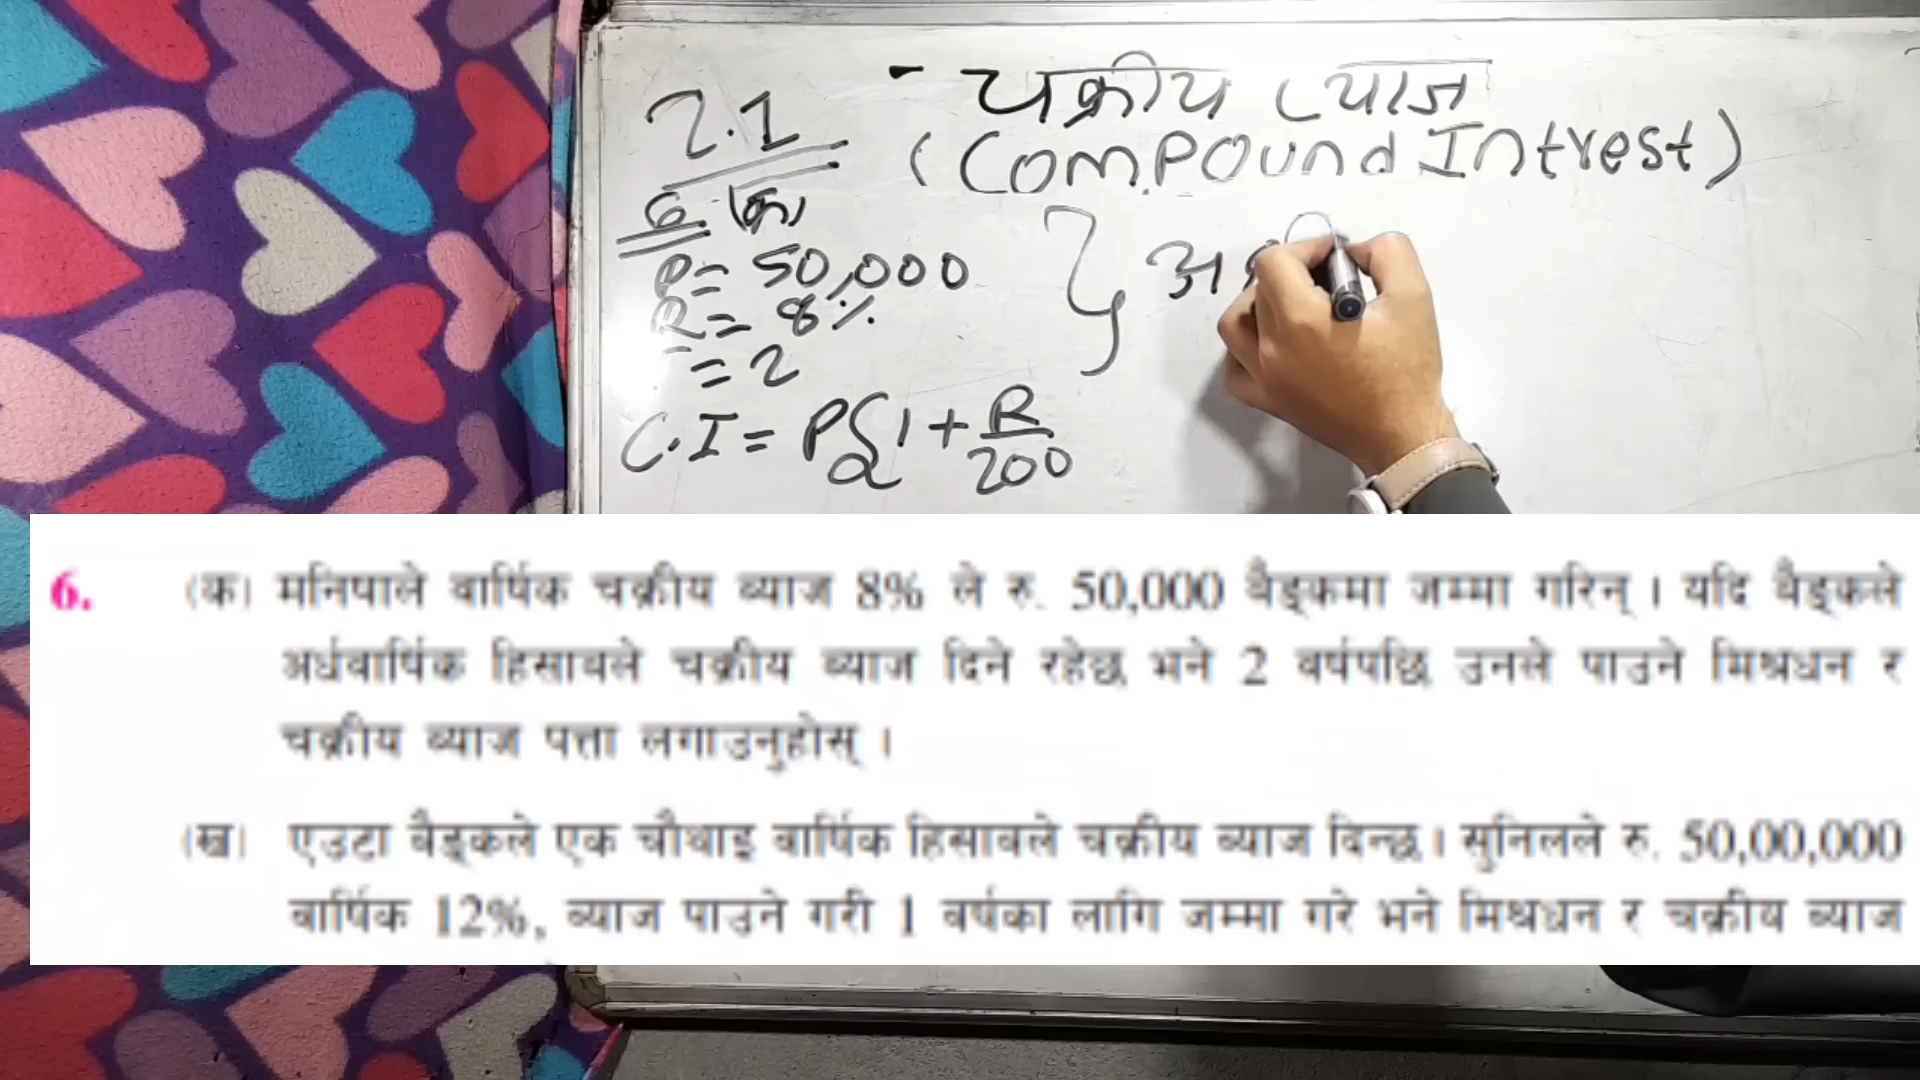 - चक्रीय ब्याज
(Compound Intrest)
2.1
6. (क)
P= 50,000
R= 8%
= 2
C.I = P{1 + R/200
6. (क) मनिपाले वार्षिक चक्रीय ब्याज 8% ले रु. 50,000 बैङ्कमा जम्मा गरिन् । यदि बैङ्कले
अर्धवार्षिक हिसाबले चक्रीय ब्याज दिने रहेछ भने 2 वर्षपछि उनले पाउने मिश्रधन र
चक्रीय ब्याज पत्ता लगाउनुहोस् ।
(ख) एउटा बैङ्कले एक चौथाइ वार्षिक हिसाबले चक्रीय ब्याज दिन्छ । सुनिलले रु. 50,00,000
वार्षिक 12%, ब्याज पाउने गरी 1 वर्षका लागि जम्मा गरे भने मिश्रधन र चक्रीय ब्याज